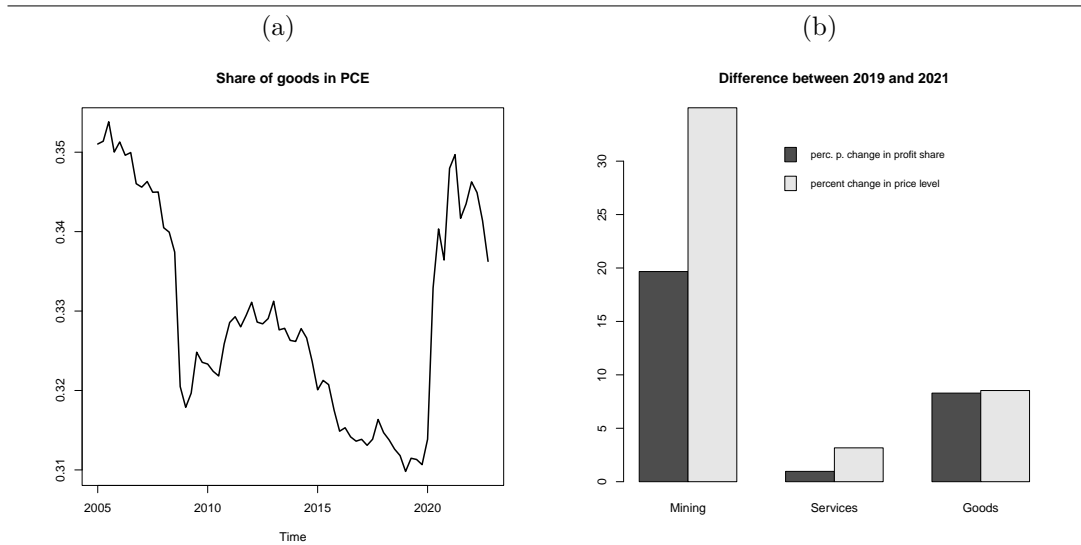 (a)
Share of goods in PCE
0.35
0.34
0.33
0.32
0.31
2005 2010 2015 2020
Time
(b)
Difference between 2019 and 2021
perc. p. change in profit share
percent change in price level
30
25
20
15
10
5
0
Mining Services Goods